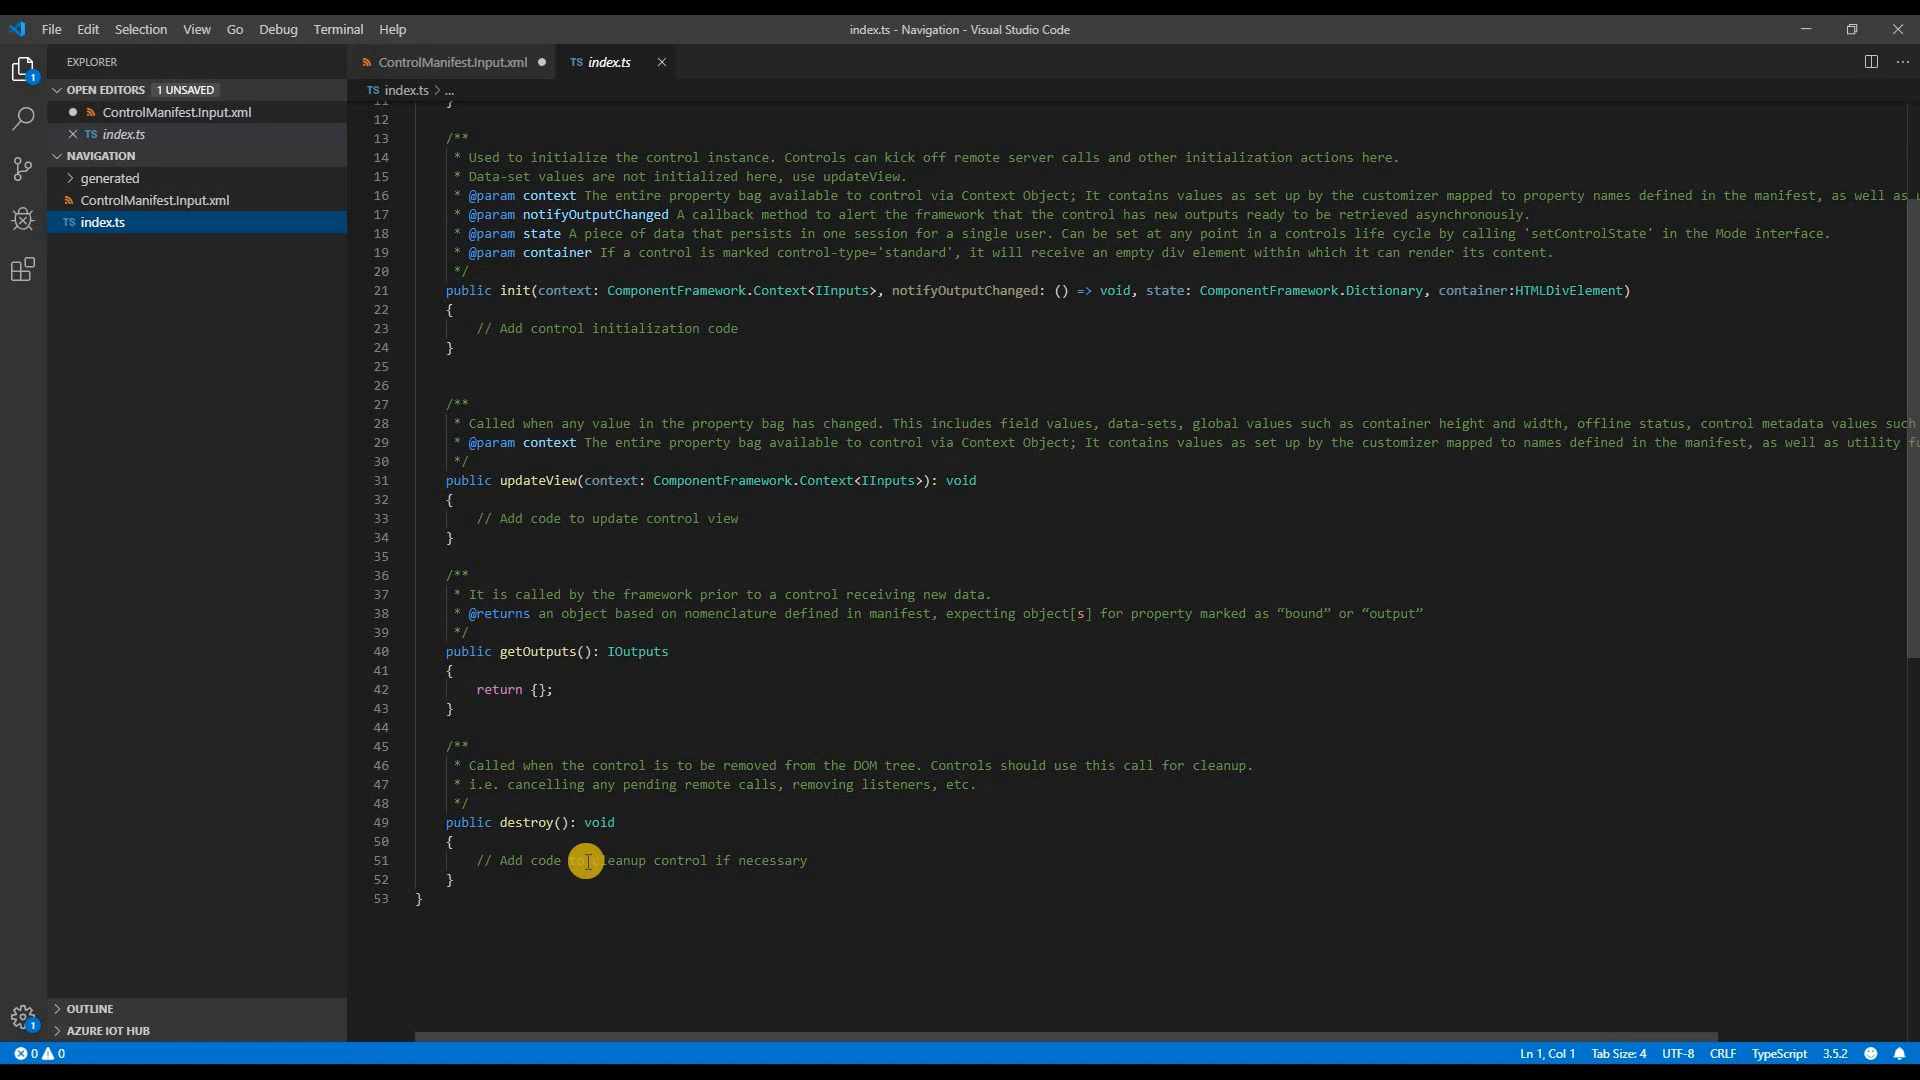 File Edit Selection View Go Debug Terminal Help
index.ts - Navigation - Visual Studio Code
EXPLORER
OPEN EDITORS 1 UNSAVED
ControlManifest.Input.xml
TS index.ts
NAVIGATION
generated
ControlManifest.Input.xml
TS index.ts
OUTLINE
AZURE IOT HUB
1
1
ControlManifest.Input.xml
TS index.ts
TS index.ts > ...
11 }
12
13 /**
14 * Used to initialize the control instance. Controls can kick off remote server calls and other initialization actions here.
15 * Data-set values are not initialized here, use updateView.
16 * @param context The entire property bag available to control via Context Object; It contains values as set up by the customizer mapped to property names defined in the manifest, as well as
17 * @param notifyOutputChanged A callback method to alert the framework that the control has new outputs ready to be retrieved asynchronously.
18 * @param state A piece of data that persists in one session for a single user. Can be set at any point in a controls life cycle by calling 'setControlState' in the Mode interface.
19 * @param container If a control is marked control-type='standard', it will receive an empty div element within which it can render its content.
20 */
21 public init(context: ComponentFramework.Context<IInputs>, notifyOutputChanged: () => void, state: ComponentFramework.Dictionary, container:HTMLDivElement)
22 {
23 // Add control initialization code
24 }
25
26
27 /**
28 * Called when any value in the property bag has changed. This includes field values, data-sets, global values such as container height and width, offline status, control metadata values such
29 * @param context The entire property bag available to control via Context Object; It contains values as set up by the customizer mapped to names defined in the manifest, as well as utility
30 */
31 public updateView(context: ComponentFramework.Context<IInputs>): void
32 {
33 // Add code to update control view
34 }
35
36 /**
37 * It is called by the framework prior to a control receiving new data.
38 * @returns an object based on nomenclature defined in manifest, expecting object[s] for property marked as “bound” or “output”
39 */
40 public getOutputs(): IOutputs
41 {
42 return {};
43 }
44
45 /**
46 * Called when the control is to be removed from the DOM tree. Controls should use this call for cleanup.
47 * i.e. cancelling any pending remote calls, removing listeners, etc.
48 */
49 public destroy(): void
50 {
51 // Add code to cleanup control if necessary
52 }
53 }
0 0
Ln 1, Col 1 Tab Size: 4 UTF-8 CRLF TypeScript 3.5.2